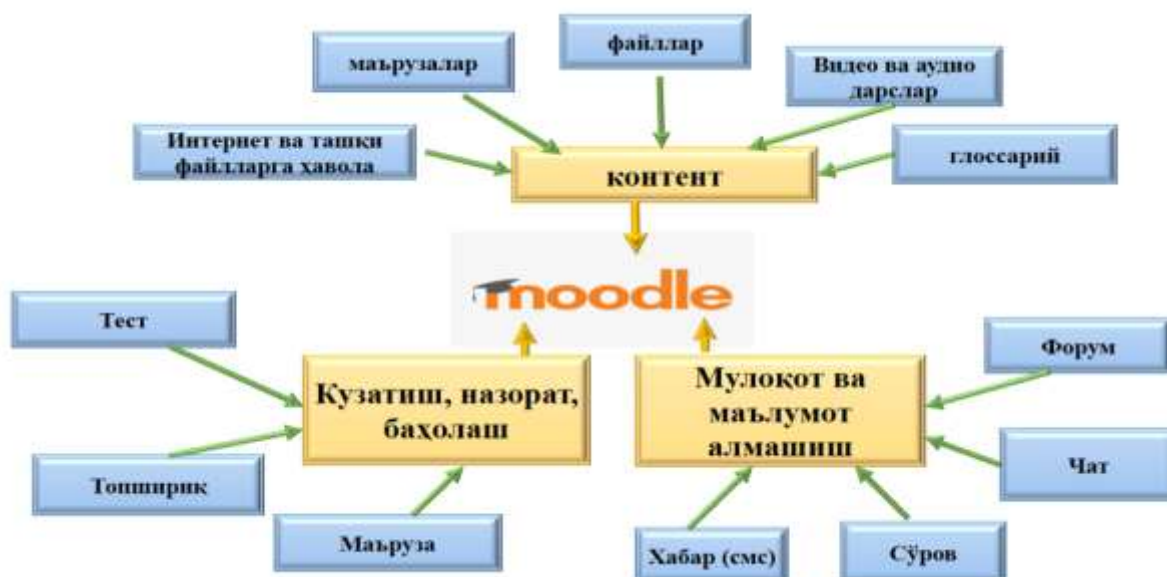 файллар
маърузалар
Видео ва аудио
дарслар
Интернет ва ташки
файлларга ҳавола
глоссарий
контент
moodle
Тест
Форум
Кузатиш, назорат,
баҳолаш
Мулоқот ва
маълумот
алмашиш
Топшириқ
Чат
Маъруза
Хабар (смс)
Сўров